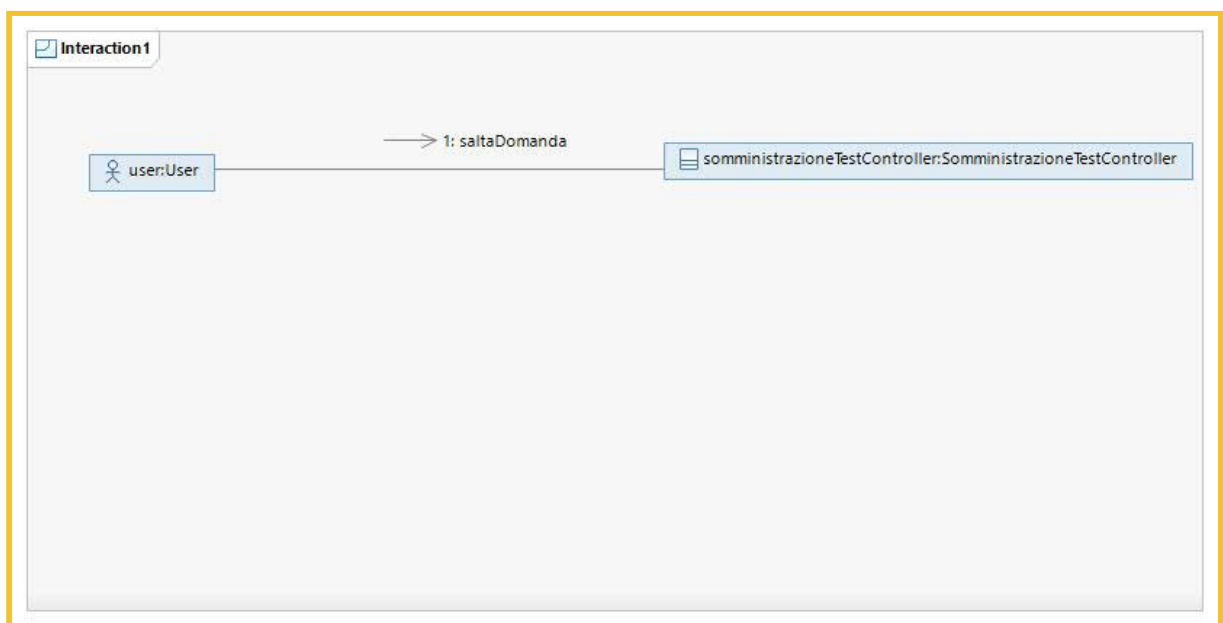 Interaction1
1: saltaDomanda
user:User
somministrazioneTestController:SomministrazioneTestController